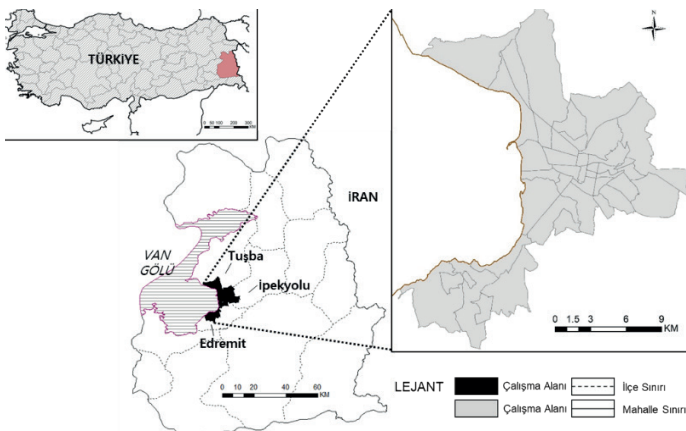 TÜRKİYE
0 50 100 200 300
KM
N
İRAN
VAN
GÖLÜ
Tuşba
İpekyolu
Edremit
0 10 20 40 60
KM
0 1.5 3 6 9
KM
LEJANT
Çalışma Alanı
İlçe Sınırı
Çalışma Alanı
Mahalle Sınırı